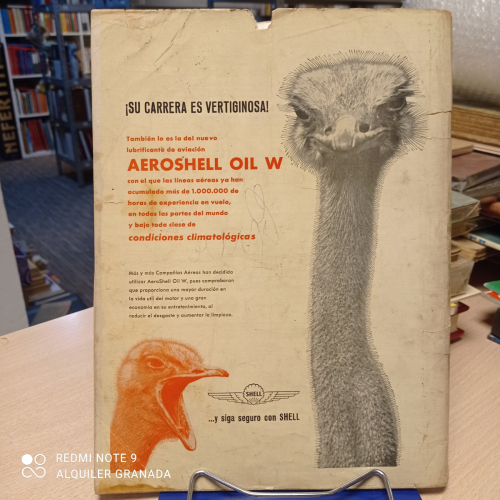 NEFERTITI
¡SU CARRERA ES VERTIGINOSA!
También lo es la del nuevo
lubrificante de aviación
AEROSHELL OIL W
con el que las líneas aéreas ya han
acumulado más de 1.000.000 de
horas de experiencia en vuelo,
en todas las partes del mundo
y bajo toda clase de
condiciones climatológicas
Más y más Compañías Aéreas han decidido
utilizar AeroShell Oil W, pues comprobaron
que proporciona una mayor duración en
la vida util del motor y una gran
economía en su entretenimiento, al
reducir el desgaste y aumentar la limpieza.
SHELL
...y siga seguro con SHELL
REDMI NOTE 9
ALQUILER GRANADA